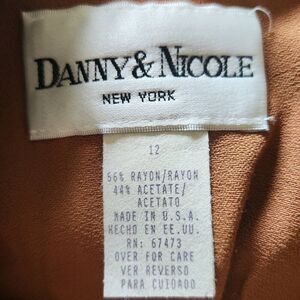 DANNY & NICOLE
NEW YORK
12
56% RAYON/RAYON
44% ACETATE/
ACETATO
MADE IN U.S.A.
HECHO EN EE.UU.
RN: 67473
OVER FOR CARE
VER REVERSO
PARA CUIDADO